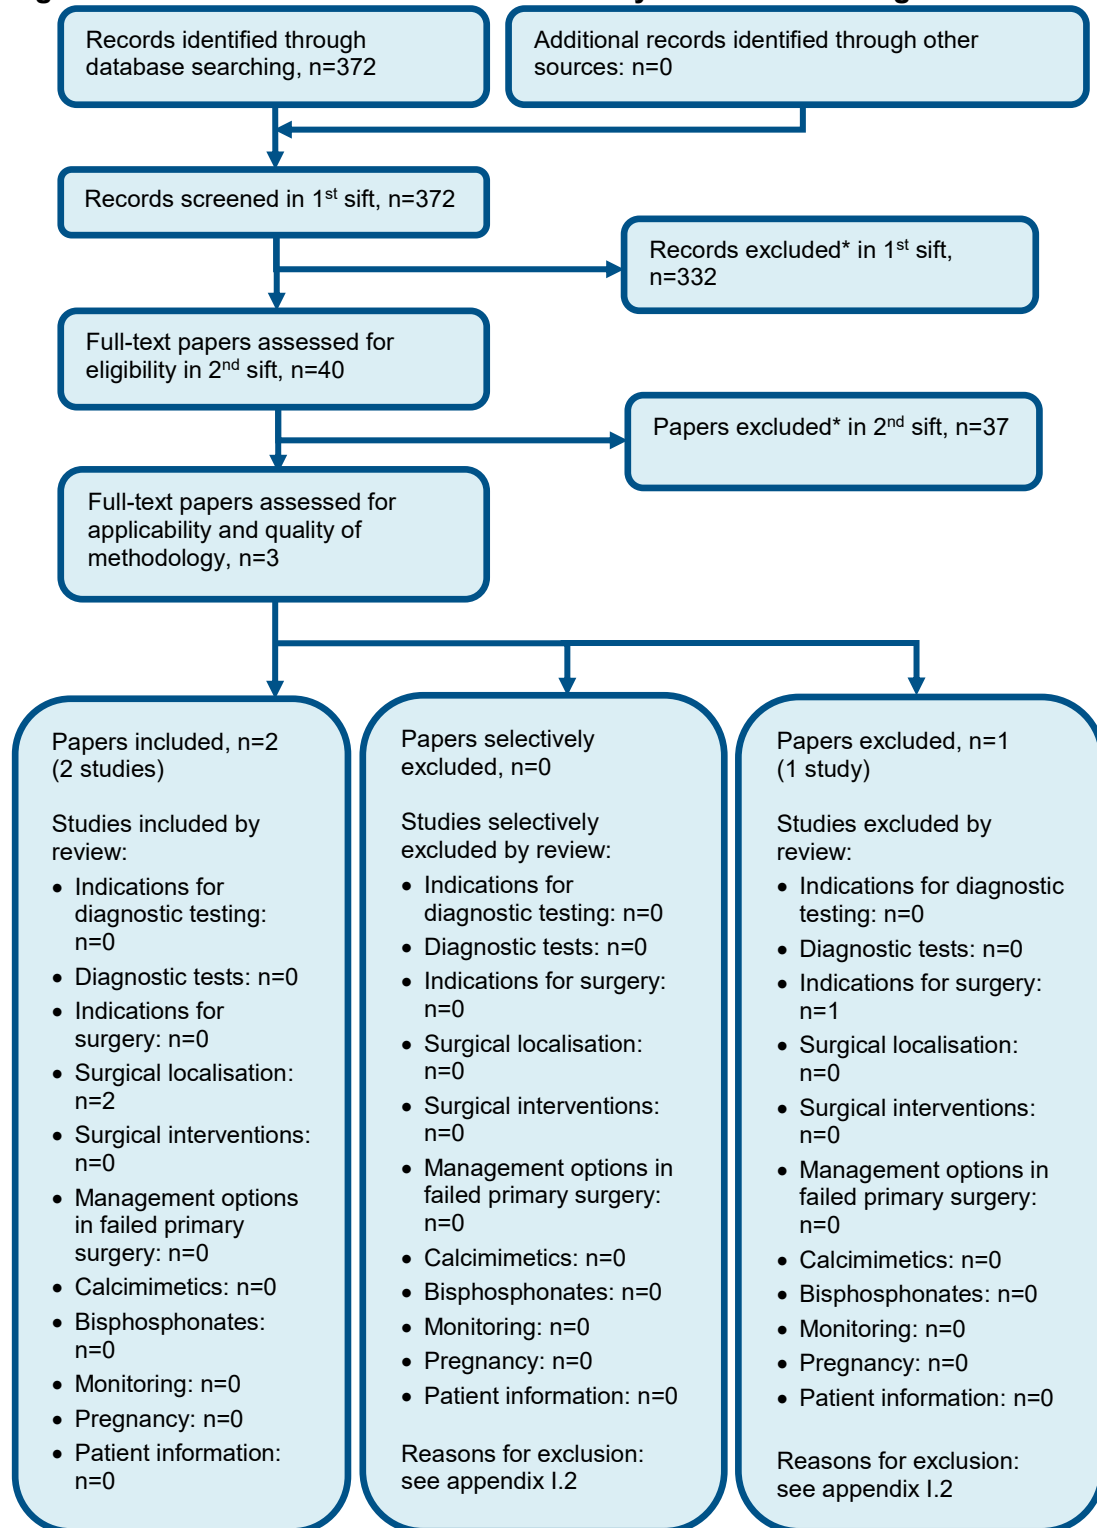 Records identified through
database searching, n=372
Additional records identified through other
sources: n=0
Records screened in 1st sift, n=372
Records excluded* in 1st sift,
n=332
Full-text papers assessed for
eligibility in 2nd sift, n=40
Papers excluded* in 2nd sift, n=37
Full-text papers assessed for
applicability and quality of
methodology, n=3
Papers included, n=2
(2 studies)
Studies included by
review:
• Indications for
diagnostic testing:
n=0
• Diagnostic tests: n=0
• Indications for
surgery: n=0
• Surgical localisation:
n=2
• Surgical interventions:
n=0
• Management options
in failed primary
surgery: n=0
• Calcimimetics: n=0
• Bisphosphonates:
n=0
• Monitoring: n=0
• Pregnancy: n=0
• Patient information:
n=0
Papers selectively
excluded, n=0
Studies selectively
excluded by review:
• Indications for
diagnostic testing: n=0
• Diagnostic tests: n=0
• Indications for surgery:
n=0
• Surgical localisation:
n=0
• Surgical interventions:
n=0
• Management options in
failed primary surgery:
n=0
• Calcimimetics: n=0
• Bisphosphonates: n=0
• Monitoring: n=0
• Pregnancy: n=0
• Patient information: n=0
Reasons for exclusion:
see appendix I.2
Papers excluded, n=1
(1 study)
Studies excluded by
review:
• Indications for diagnostic
testing: n=0
• Diagnostic tests: n=0
• Indications for surgery:
n=1
• Surgical localisation:
n=0
• Surgical interventions:
n=0
• Management options in
failed primary surgery:
n=0
• Calcimimetics: n=0
• Bisphosphonates: n=0
• Monitoring: n=0
• Pregnancy: n=0
• Patient information: n=0
Reasons for exclusion:
see appendix I.2